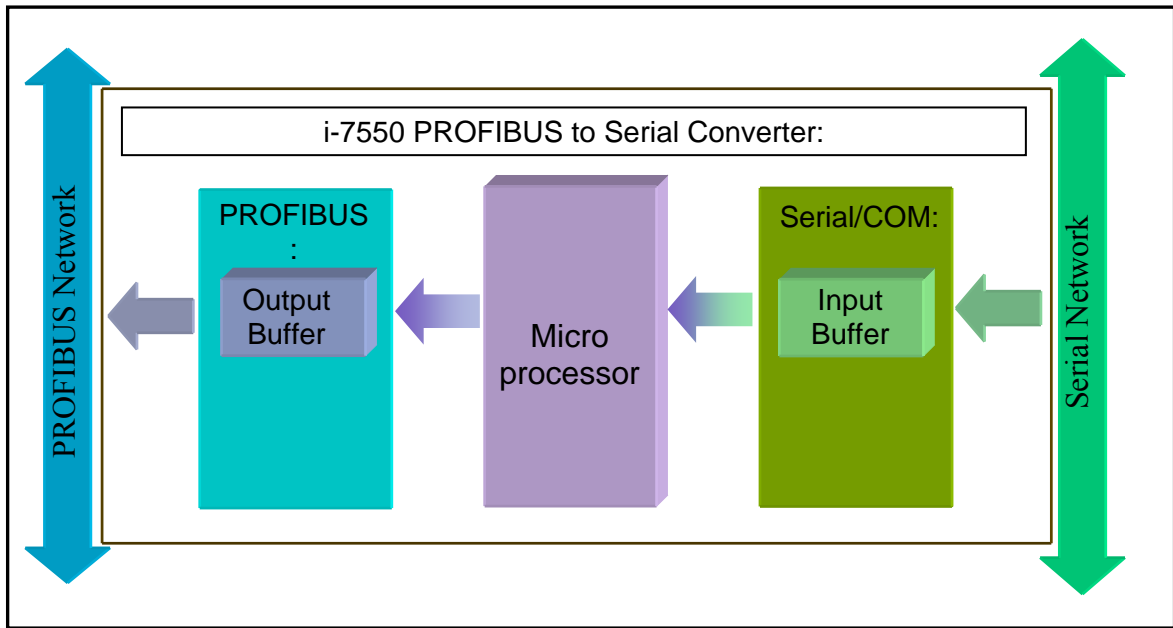 i-7550 PROFIBUS to Serial Converter:
PROFIBUS Network
PROFIBUS
:
Output
Buffer
Micro
processor
Serial/COM:
Input
Buffer
Serial Network